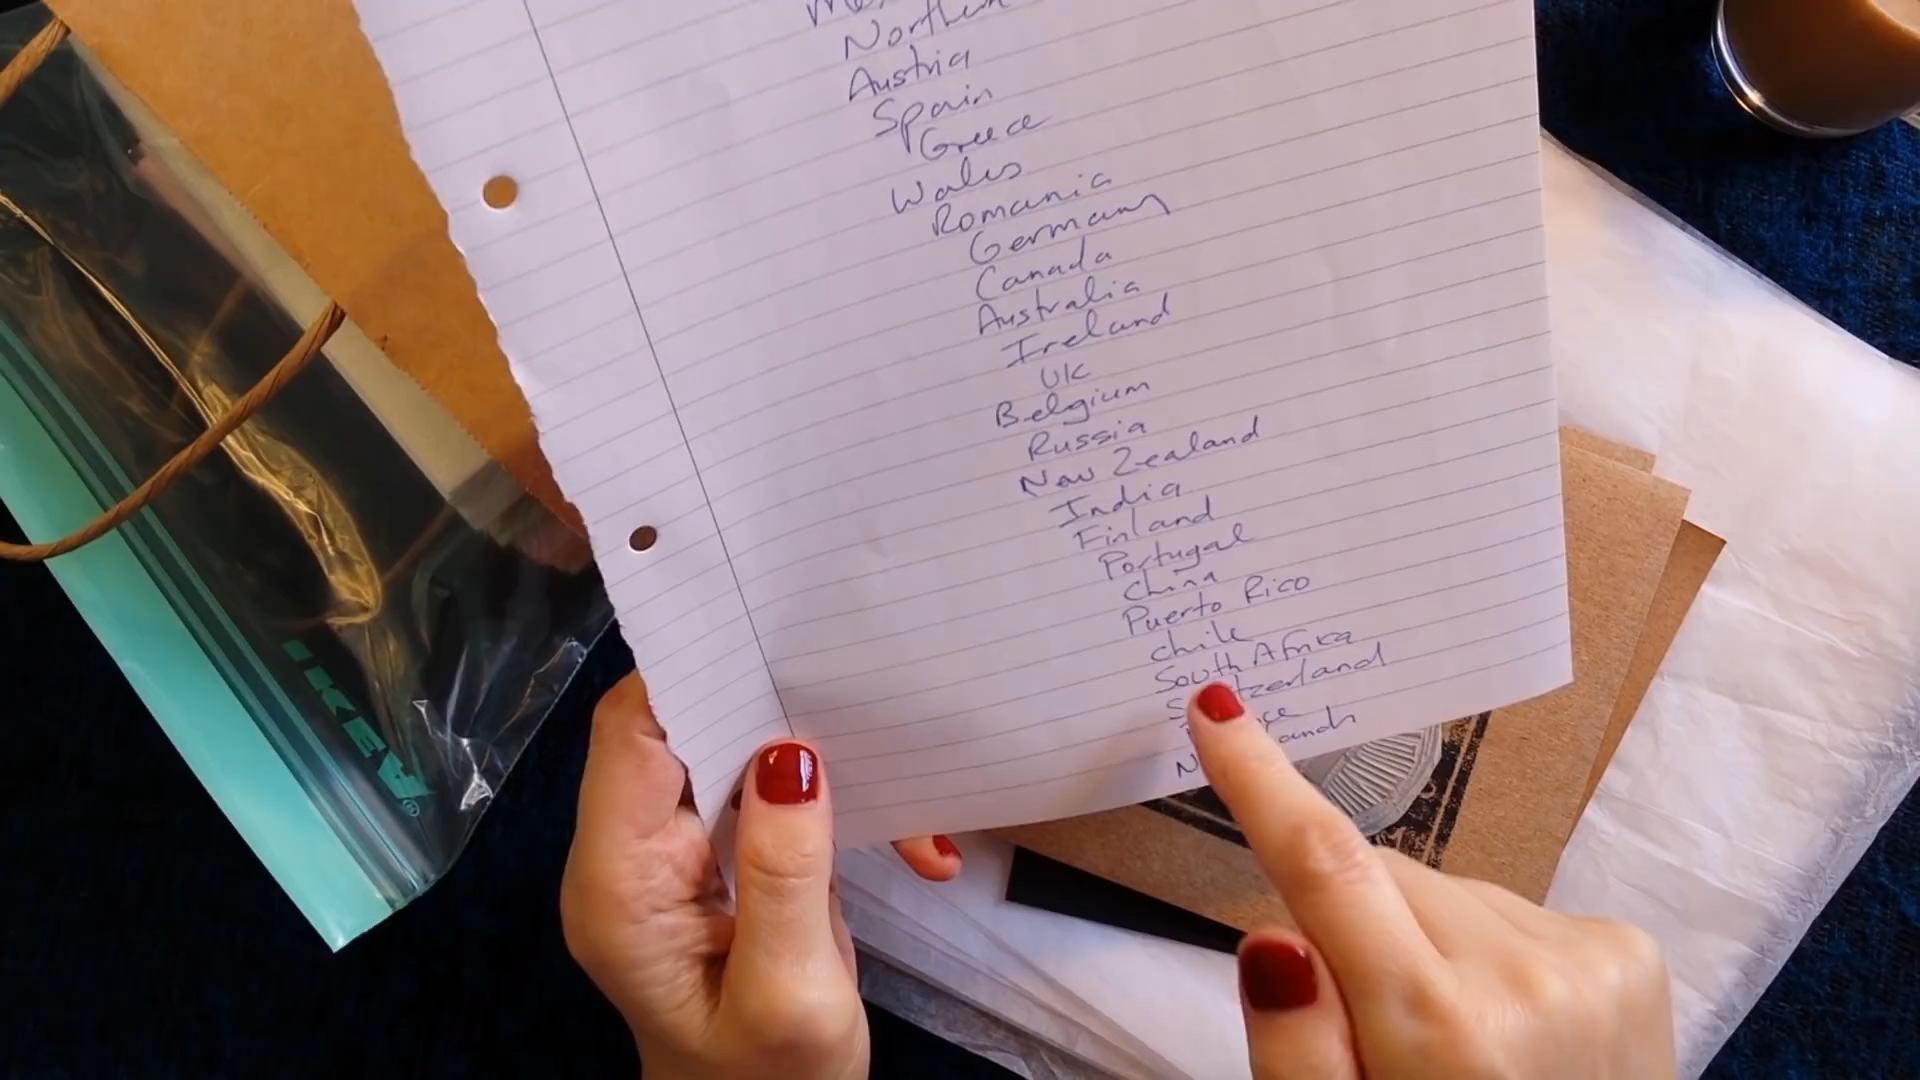 Northern
Austria
Spain
Greece
Wales
Romania
Germany
Canada
Australia
Ireland
UK
Belgium
Russia
New Zealand
India
Finland
Portugal
China
Puerto Rico
Chile
South Africa
IKEA